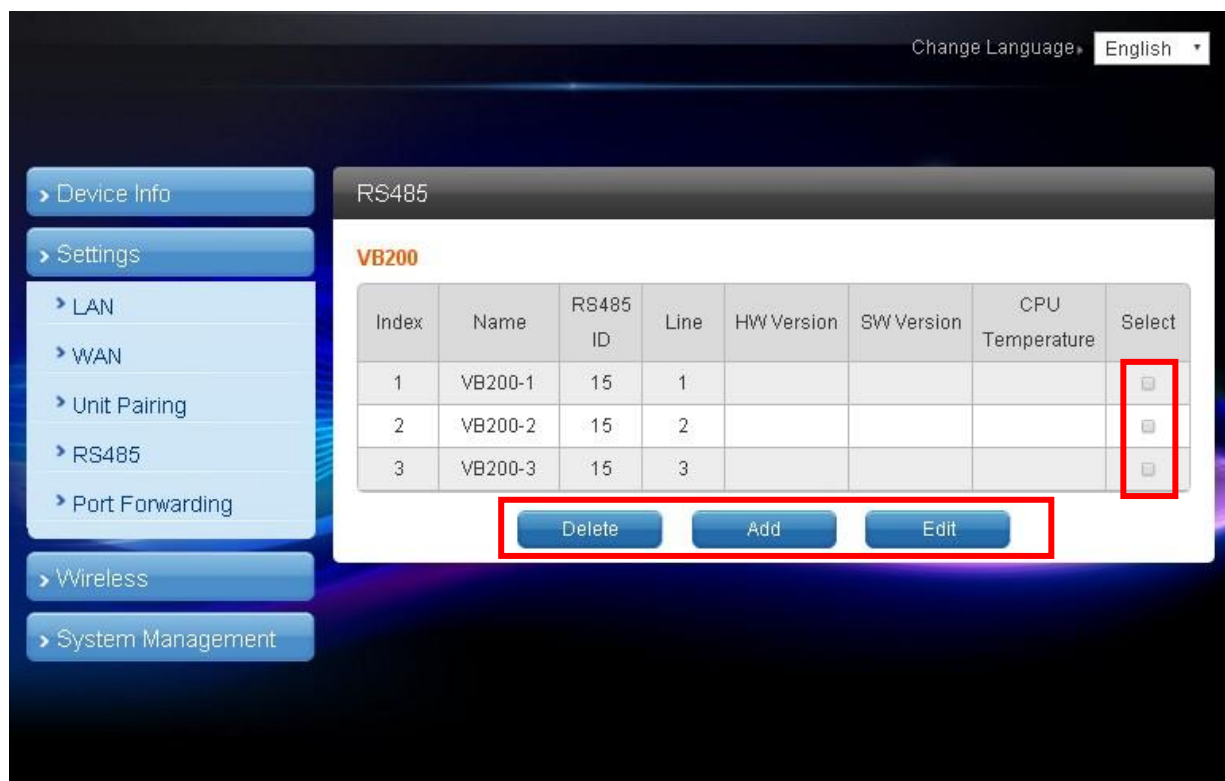 Change Language
English
Device Info
Settings
LAN
WAN
Unit Pairing
RS485
Port Forwarding
Wireless
System Management
RS485
VB200
Index Name RS485 ID Line HW Version SW Version CPU Temperature Select
1 VB200-1 15 1
2 VB200-2 15 2
3 VB200-3 15 3
Delete Add Edit